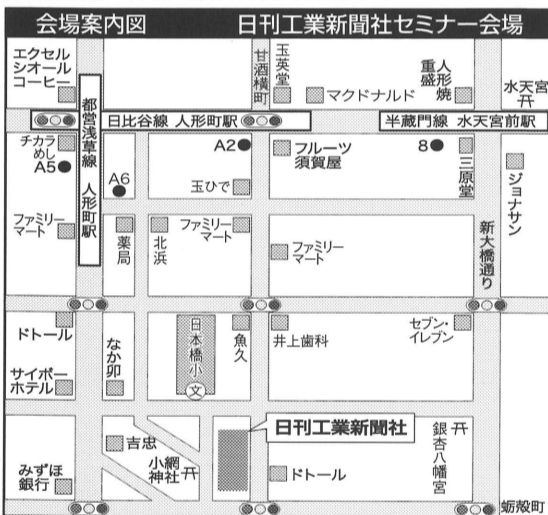 会場案内図
日刊工業新聞社セミナー会場
エクセル
シオール
コーヒー
甘酒横町
玉英堂
マクドナルド
人形焼
重盛
水天宮
都営浅草線 人形町駅
日比谷線 人形町駅
半蔵門線 水天宮前駅
チカラ
めし
A5
A6
A2
フルーツ
須賀屋
8
三原堂
ジョナサン
玉ひで
ファミリー
マート
薬局
北浜
ファミリー
マート
ファミリー
マート
新大橋通り
ドトール
なか卯
日本橋小
文
魚久
井上歯科
セブン・
イレブン
サイボー
ホテル
日刊工業新聞社
吉忠
小網
神社
銀杏八幡宮
みずほ
銀行
ドトール
蛎殻町